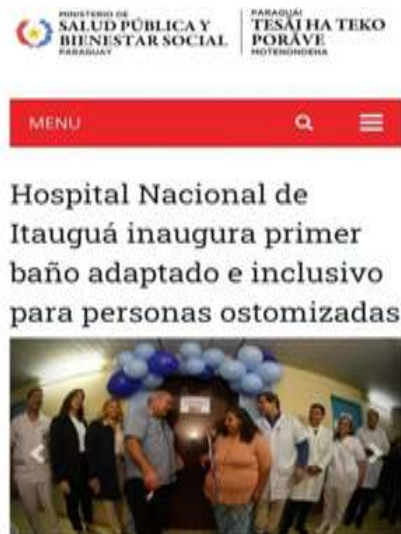 MINISTERIO DE
SALUD PÚBLICA Y
BIENESTAR SOCIAL
PARAGUAY
PARAGUÁI
TESÃI HA TEKO
PORÃVE
MOTENONDEHA
MENU
Hospital Nacional de
Itauguá inaugura primer
baño adaptado e inclusivo
para personas ostomizadas